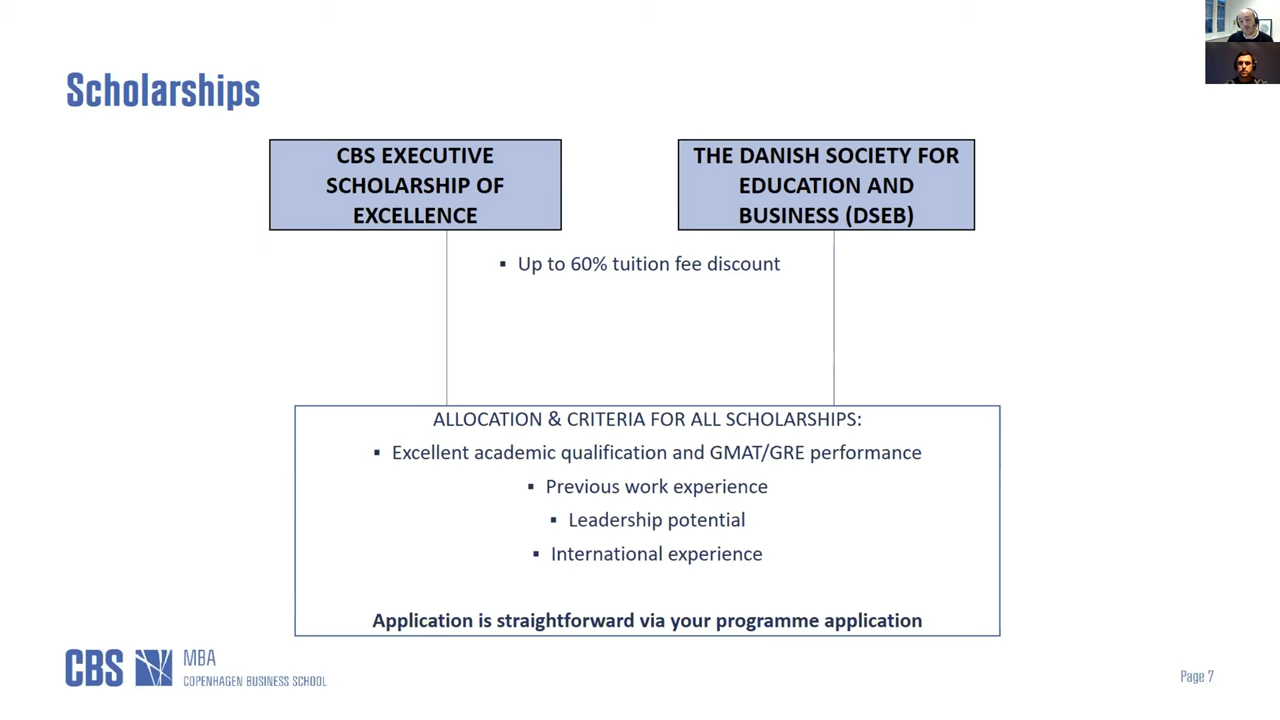 Scholarships
CBS EXECUTIVE
SCHOLARSHIP OF
EXCELLENCE
THE DANISH SOCIETY FOR
EDUCATION AND
BUSINESS (DSEB)
▪ Up to 60% tuition fee discount
ALLOCATION & CRITERIA FOR ALL SCHOLARSHIPS:
▪ Excellent academic qualification and GMAT/GRE performance
▪ Previous work experience
▪ Leadership potential
▪ International experience
Application is straightforward via your programme application
CBS
MBA
COPENHAGEN BUSINESS SCHOOL
Page 7